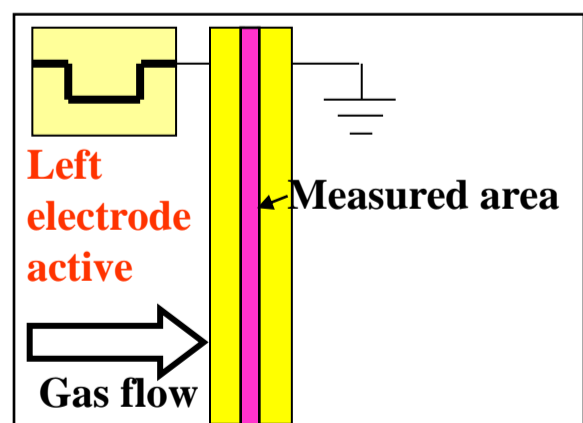 Left
electrode
active
Measured area
Gas flow